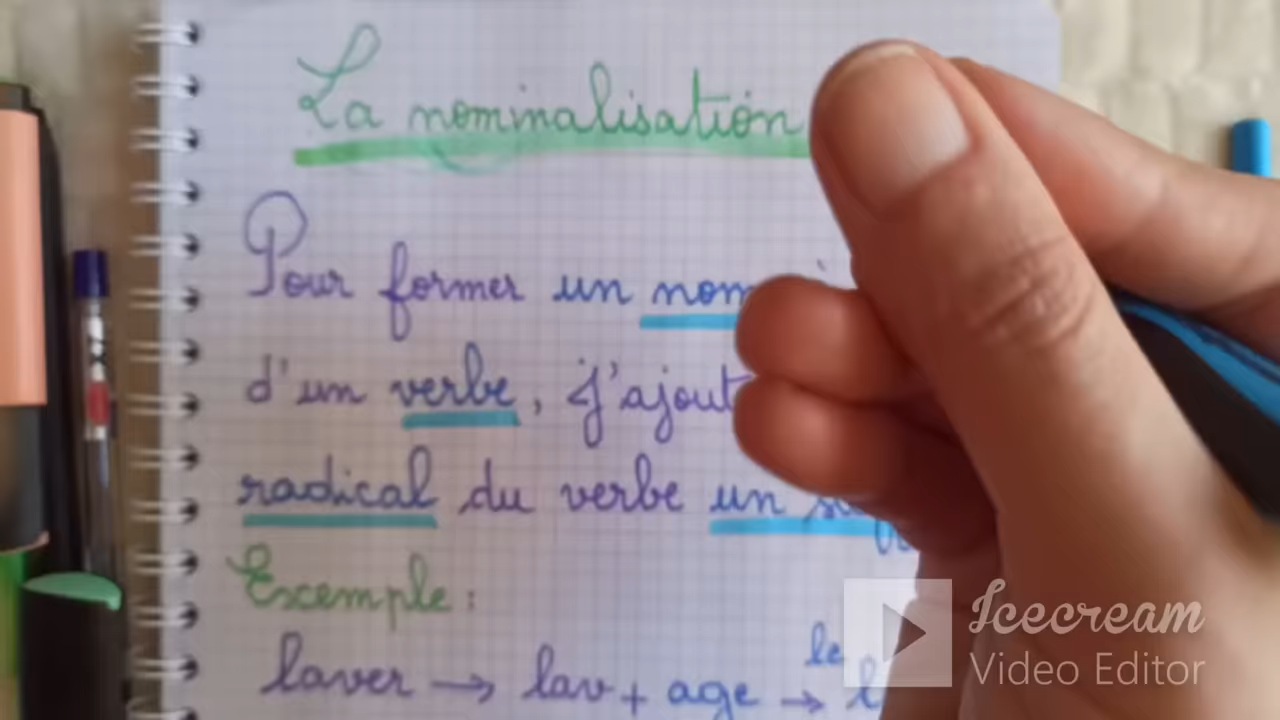 La nominalisation
Pour former un nom
d'un verbe, j'ajout
radical du verbe un
Exemple:
laver → lav + age → le
Icecream
Video Editor